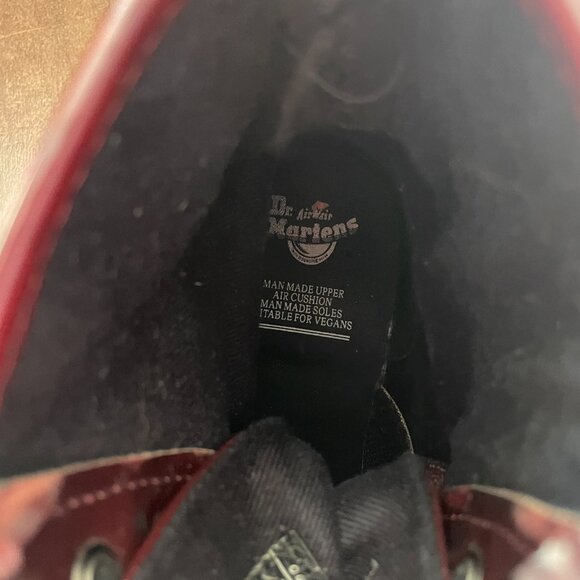 Dr. AirWair
Martens
MAN MADE UPPER
AIR CUSHION
MAN MADE SOLES
ITABLE FOR VEGANS